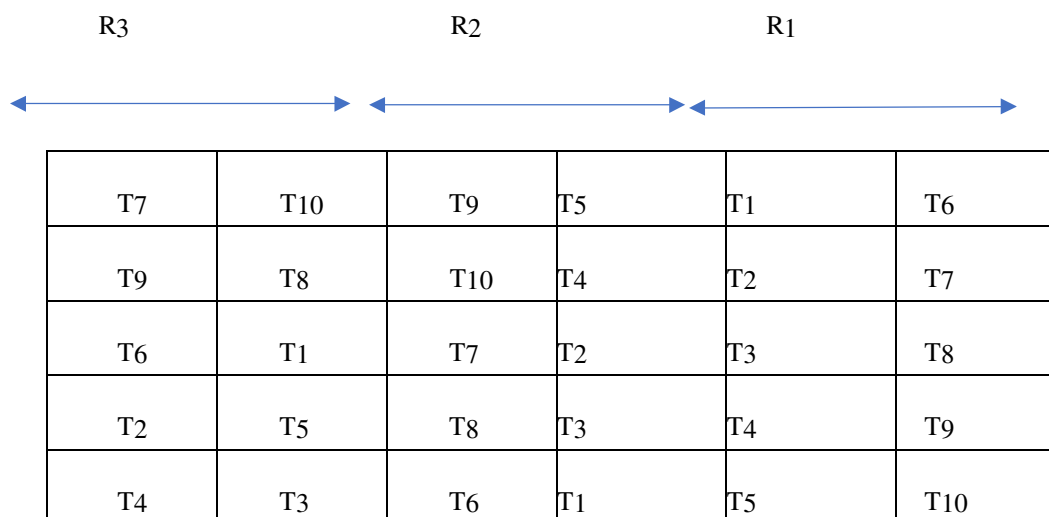 R3 R2 R1
T7 T10 T9 T5 T1 T6
T9 T8 T10 T4 T2 T7
T6 T1 T7 T2 T3 T8
T2 T5 T8 T3 T4 T9
T4 T3 T6 T1 T5 T10